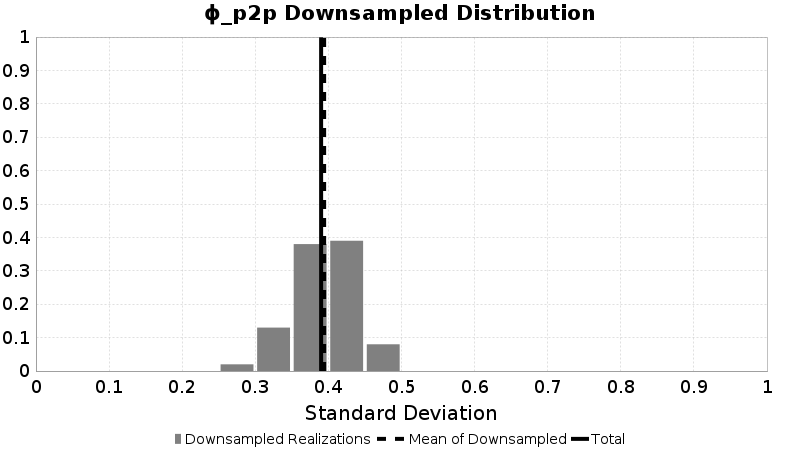 ϕ_p2p Downsampled Distribution
1
0.9
0.8
0.7
0.6
0.5
0.4
0.3
0.2
0.1
0
0 0.1 0.2 0.3 0.4 0.5 0.6 0.7 0.8 0.9 1
Standard Deviation
Downsampled Realizations Mean of Downsampled Total